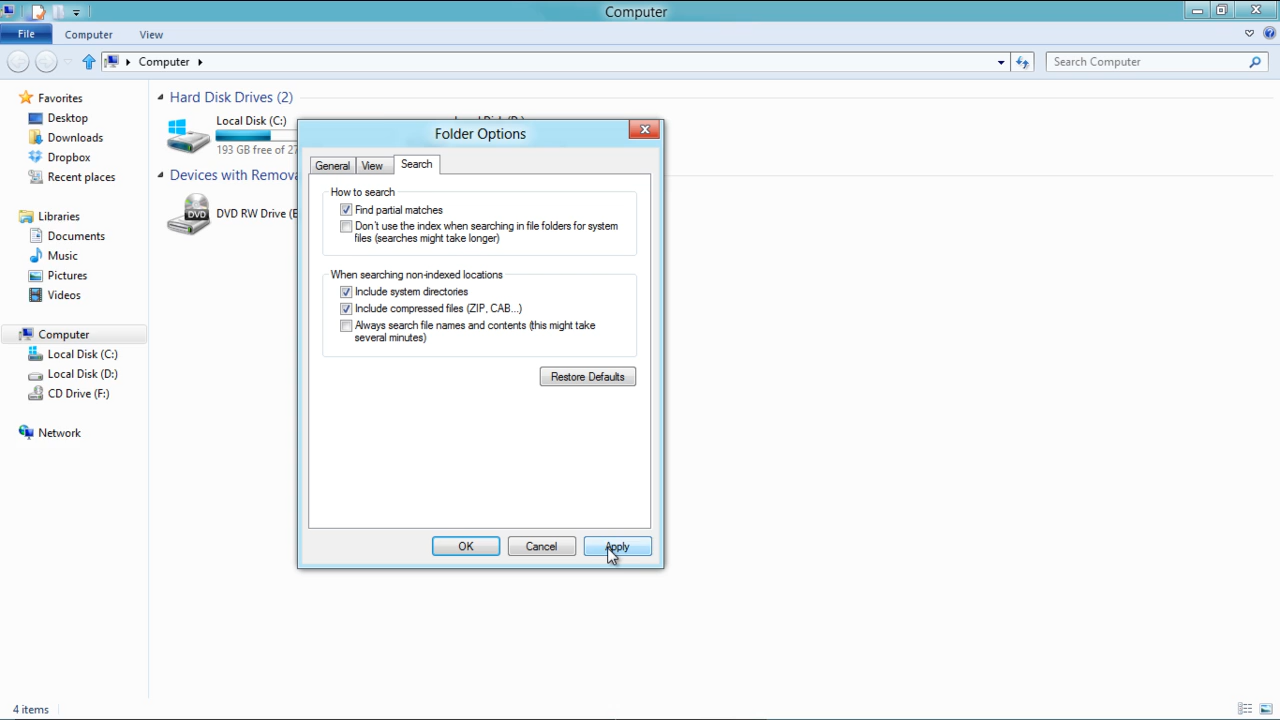 Computer
File
Computer
View
Computer
Search Computer
Favorites
Desktop
Downloads
Dropbox
Recent places
Libraries
Documents
Music
Pictures
Videos
Computer
Local Disk (C:)
Local Disk (D:)
CD Drive (F:)
Network
Hard Disk Drives (2)
Local Disk (C:)
193 GB free of 27
Devices with Remova
DVD
DVD RW Drive (E
Folder Options
General
View
Search
How to search
Find partial matches
Don't use the index when searching in file folders for system
files (searches might take longer)
When searching non-indexed locations
Include system directories
Include compressed files (ZIP, CAB...)
Always search file names and contents (this might take
several minutes)
Restore Defaults
OK
Cancel
Apply
4 items